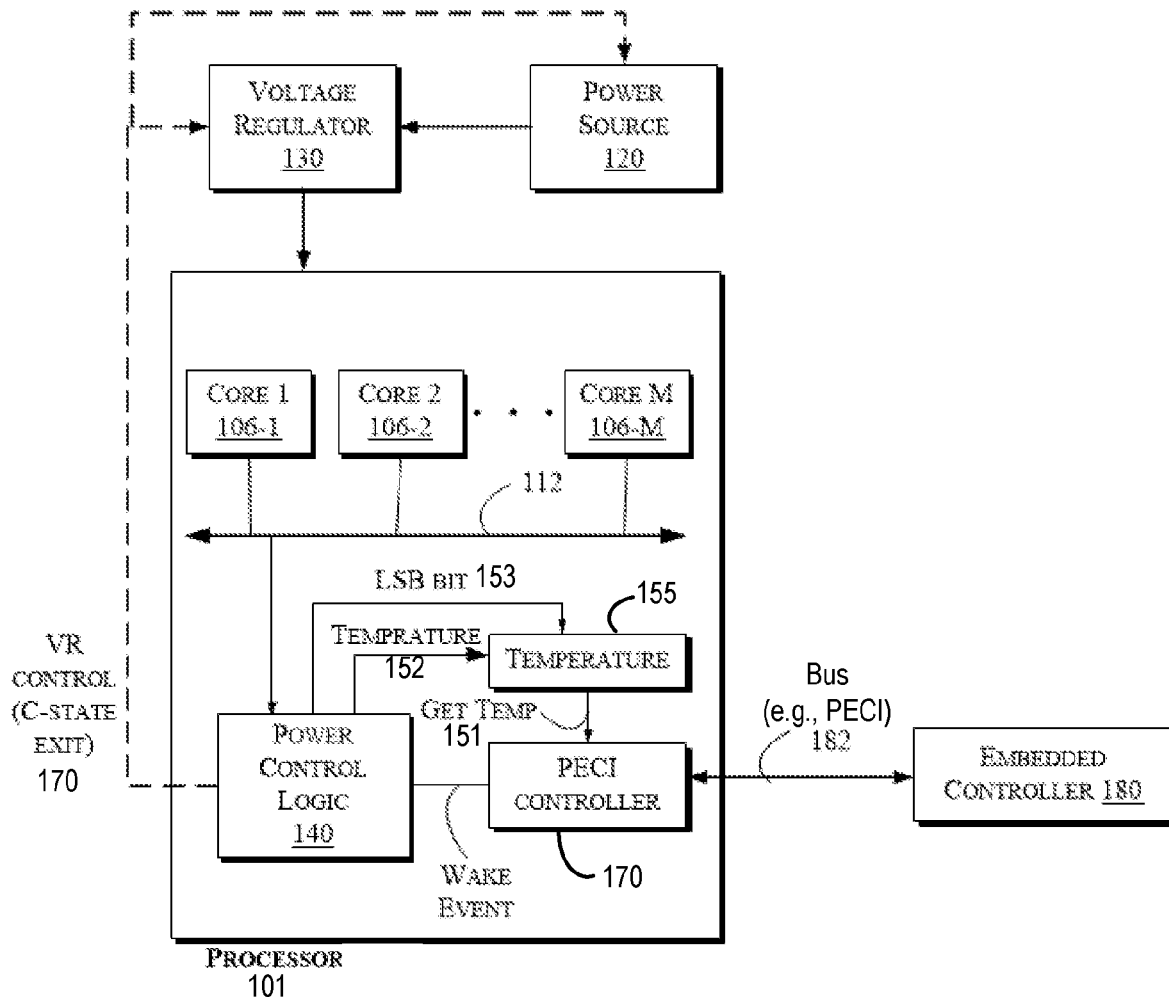 VOLTAGE
REGULATOR
130
POWER
SOURCE
120
CORE 1
106-1
CORE 2
106-2
. . .
CORE M
106-M
112
LSB BIT 153
155
TEMPRATURE
152
TEMPERATURE
VR
CONTROL
(C-STATE
EXIT)
170
GET TEMP
151
Bus
(e.g., PECI)
182
POWER
CONTROL
LOGIC
140
PECI
CONTROLLER
EMBEDDED
CONTROLLER 180
WAKE
EVENT
170
PROCESSOR
101